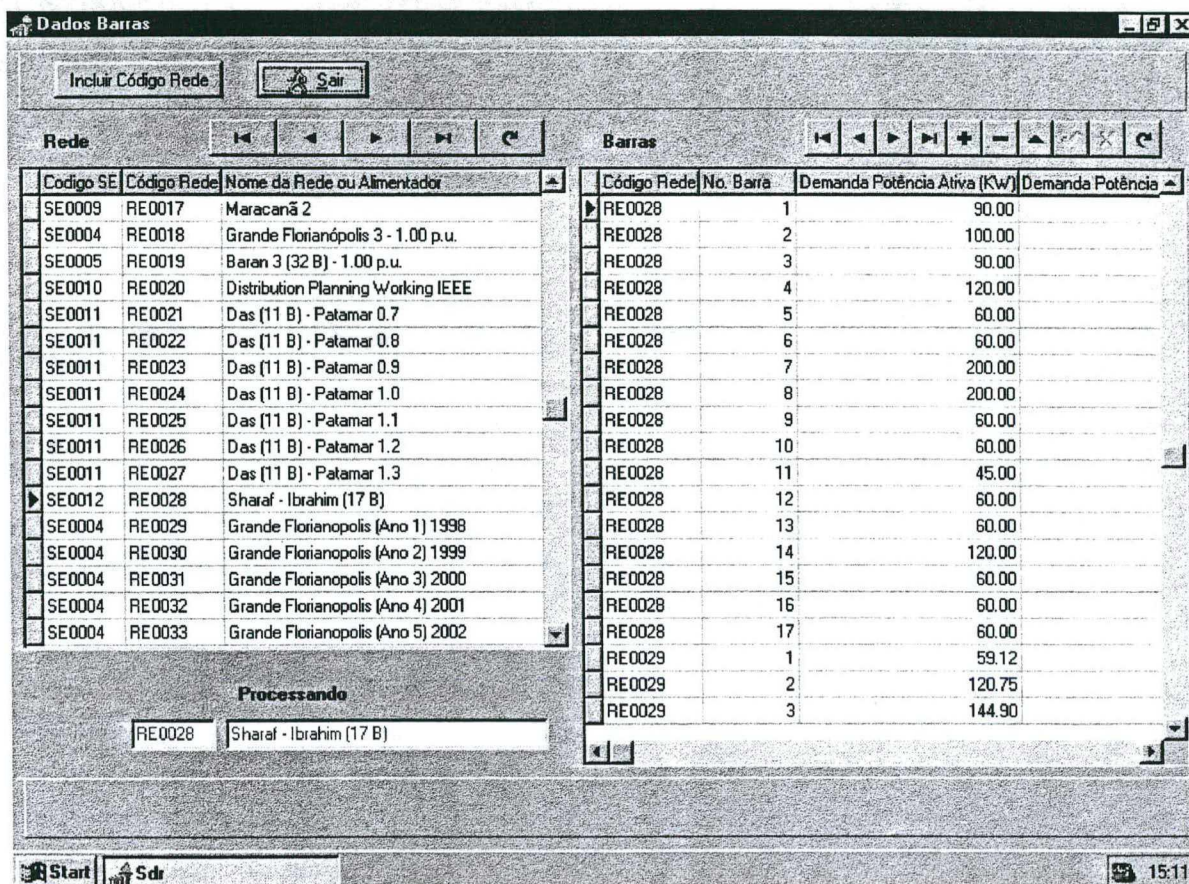 Dados Barras
Incluir Código Rede
Sair
Rede
Codigo SE Código Rede Nome da Rede ou Alimentador
SE0009 RE0017 Maracanã 2
SE0004 RE0018 Grande Florianópolis 3 - 1.00 p.u.
SE0005 RE0019 Baran 3 (32 B) - 1.00 p.u.
SE0010 RE0020 Distribution Planning Working IEEE
SE0011 RE0021 Das (11 B) - Patamar 0.7
SE0011 RE0022 Das (11 B) - Patamar 0.8
SE0011 RE0023 Das (11 B) - Patamar 0.9
SE0011 RE0024 Das (11 B) - Patamar 1.0
SE0011 RE0025 Das (11 B) - Patamar 1.1
SE0011 RE0026 Das (11 B) - Patamar 1.2
SE0011 RE0027 Das (11 B) - Patamar 1.3
SE0012 RE0028 Sharaf - Ibrahim (17 B)
SE0004 RE0029 Grande Florianopolis (Ano 1) 1998
SE0004 RE0030 Grande Florianopolis (Ano 2) 1999
SE0004 RE0031 Grande Florianopolis (Ano 3) 2000
SE0004 RE0032 Grande Florianopolis (Ano 4) 2001
SE0004 RE0033 Grande Florianopolis (Ano 5) 2002
Processando
RE0028 Sharaf - Ibrahim (17 B)
Barras
Código Rede No. Barra Demanda Potência Ativa (KW) Demanda Potência
RE0028 1 90.00
RE0028 2 100.00
RE0028 3 90.00
RE0028 4 120.00
RE0028 5 60.00
RE0028 6 60.00
RE0028 7 200.00
RE0028 8 200.00
RE0028 9 60.00
RE0028 10 60.00
RE0028 11 45.00
RE0028 12 60.00
RE0028 13 60.00
RE0028 14 120.00
RE0028 15 60.00
RE0028 16 60.00
RE0028 17 60.00
RE0029 1 59.12
RE0029 2 120.75
RE0029 3 144.90
Start
Sdr
15:11